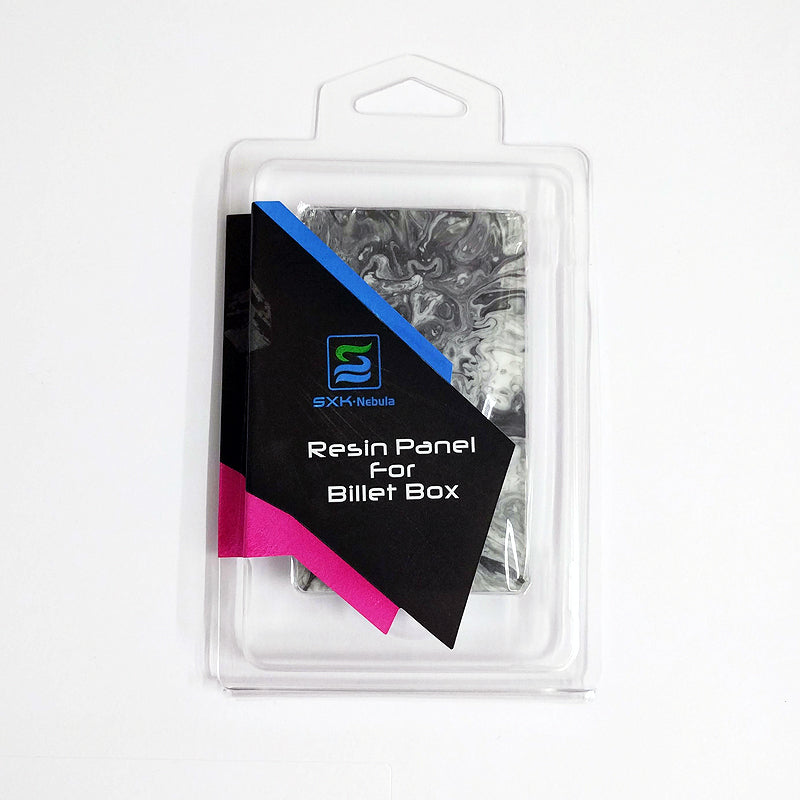 SXK·Nebula
Resin Panel
For
Billet Box